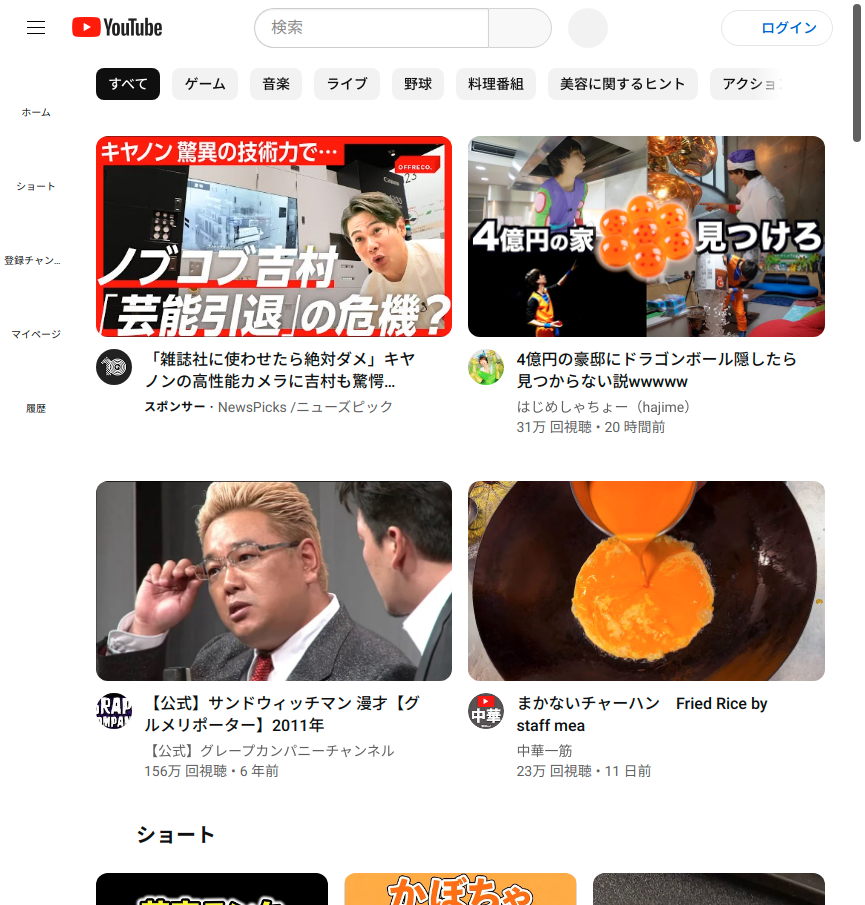 YouTube
検索
ログイン
すべて
ゲーム
音楽
ライブ
野球
料理番組
美容に関するヒント
アクショ
ホーム
ショート
登録チャン...
マイページ
履歴
キヤノン 驚異の技術力で…
OFFRECO.
Canon
ノブコブ吉村
「芸能引退」の危機？
4億円の家
見つけろ
「雑誌社に使わせたら絶対ダメ」キヤ
ノンの高性能カメラに吉村も驚愕...
スポンサー・NewsPicks /ニューズピック
4億円の豪邸にドラゴンボール隠したら
見つからない説wwwww
はじめしゃちょー（hajime）
31万 回視聴・20 時間前
【公式】サンドウィッチマン 漫才【グ
ルメリポーター】2011年
【公式】グレープカンパニーチャンネル
156万 回視聴・6 年前
中華
まかないチャーハン　Fried Rice by
staff mea
中華一筋
23万 回視聴・11 日前
ショート
かぼちゃ